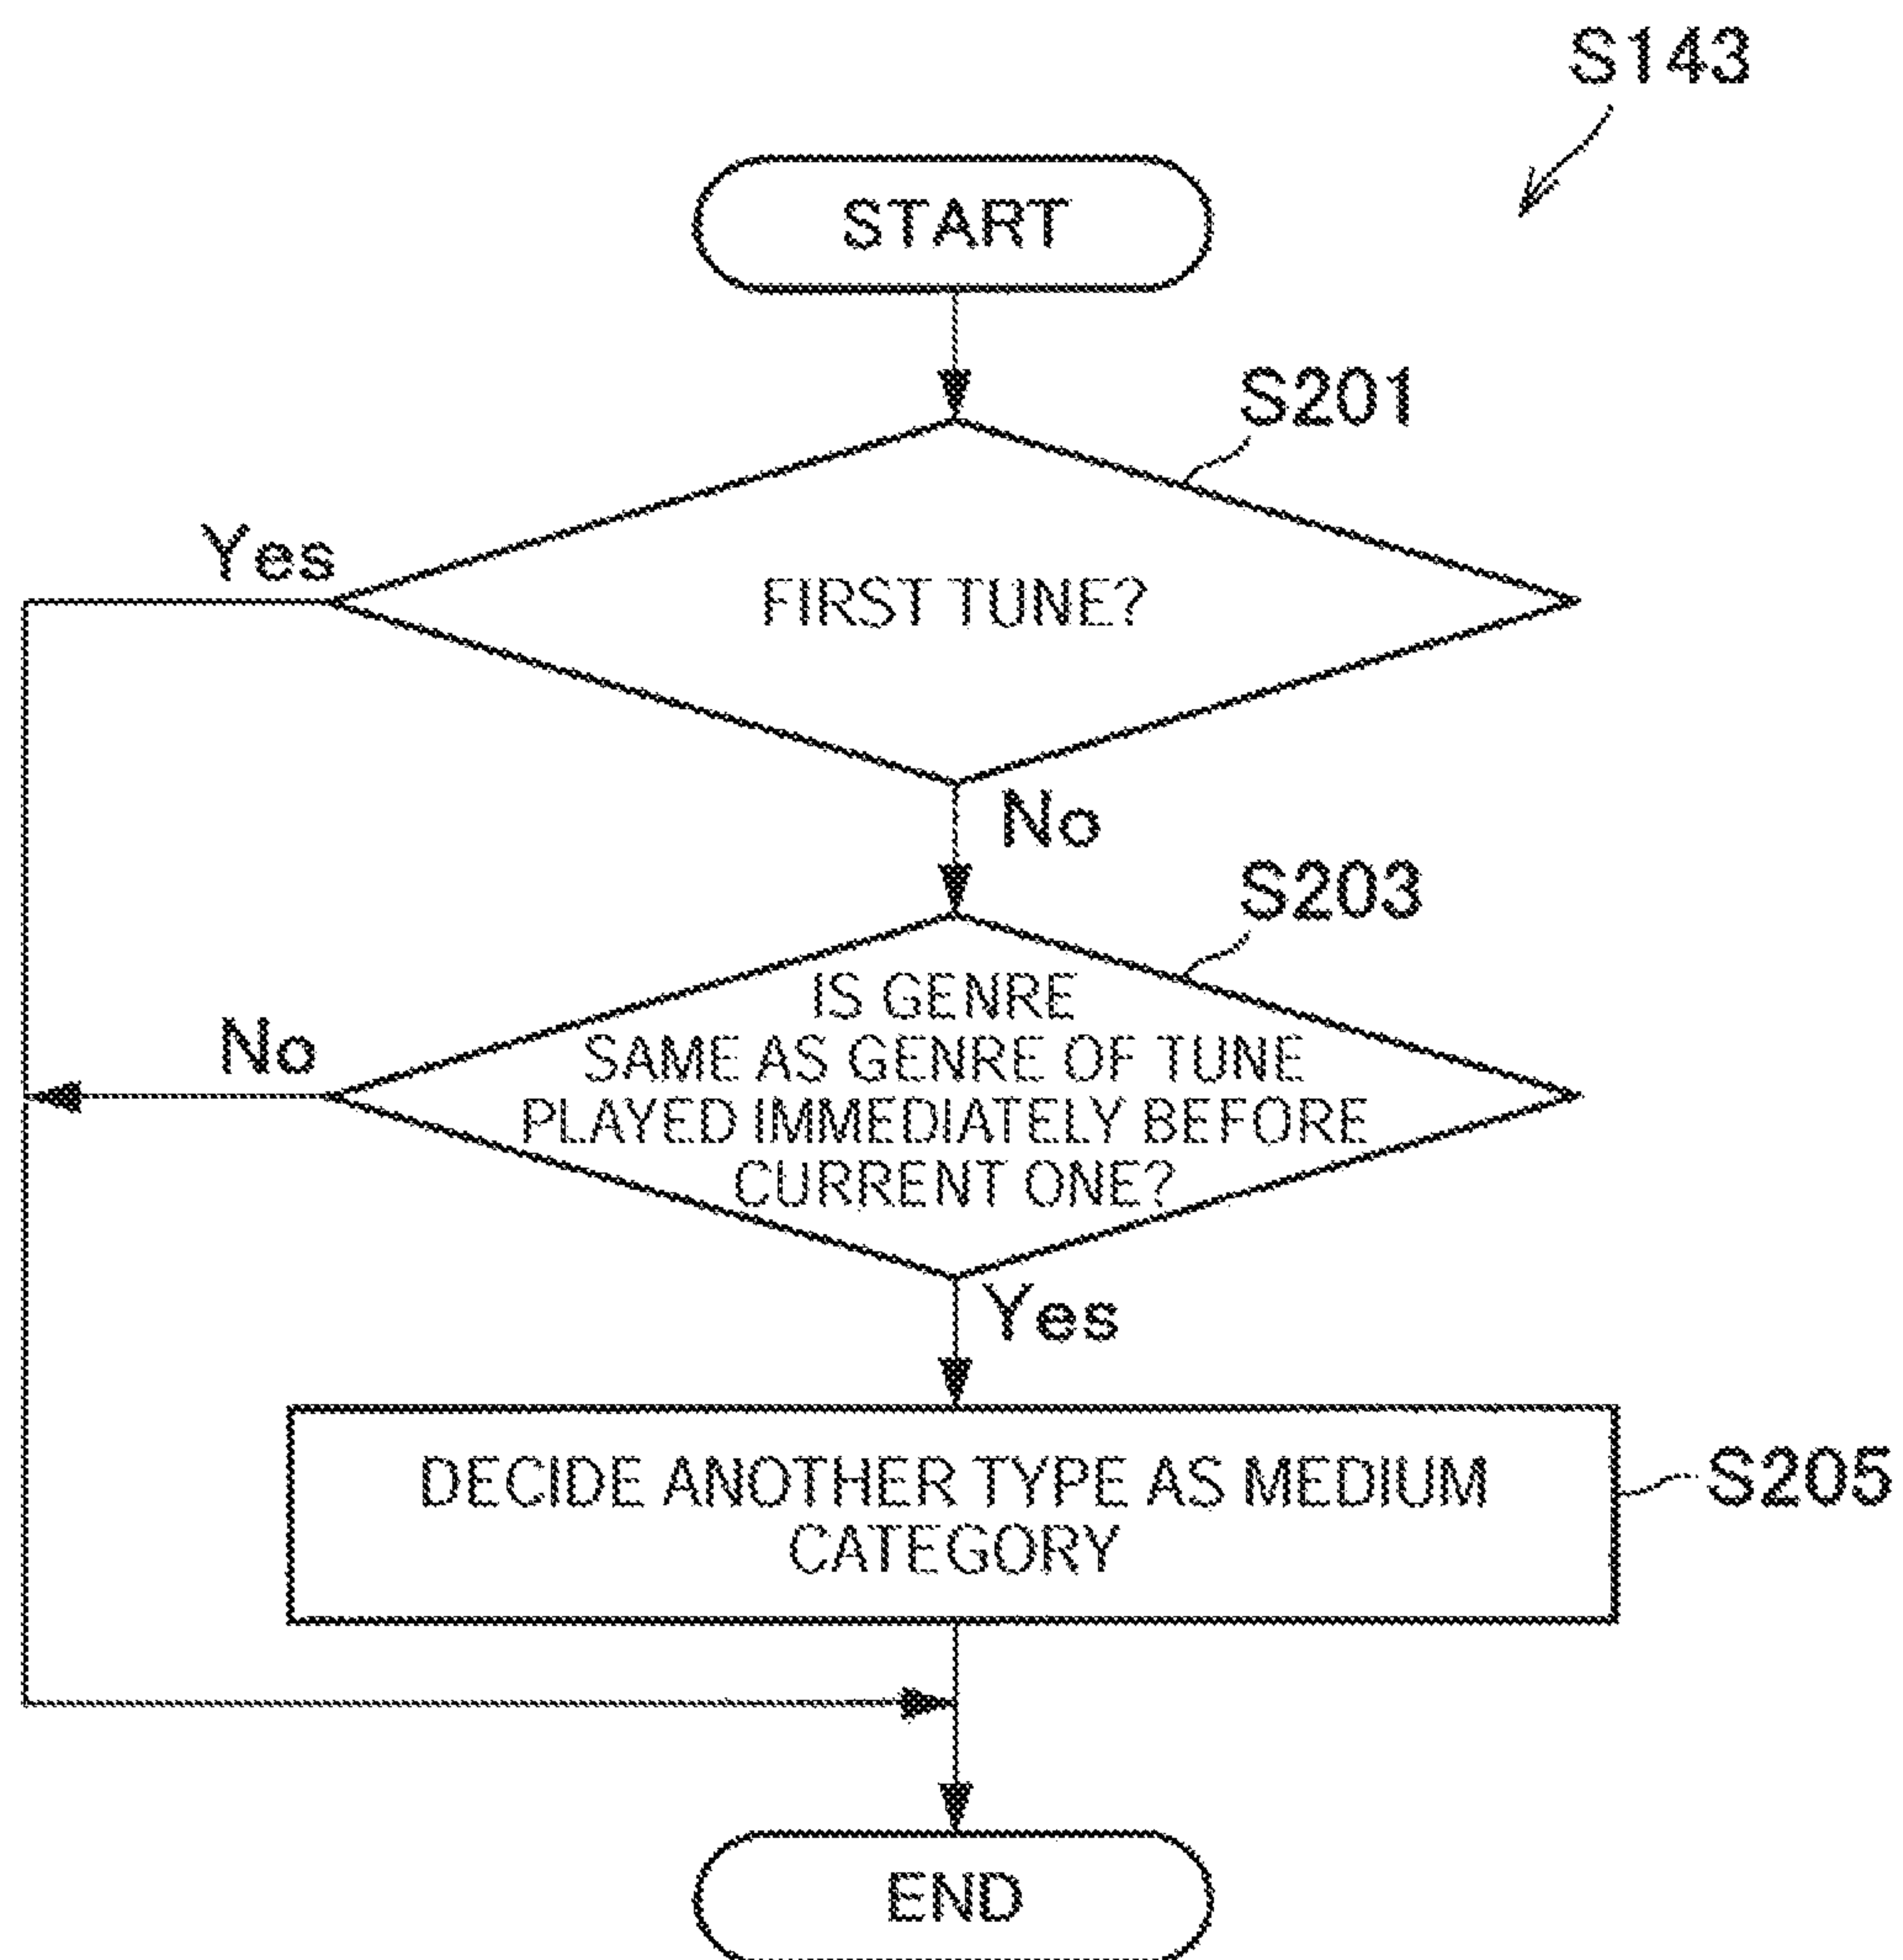 S143
START
S201
Yes
FIRST TUNE?
No
S203
IS GENRE
No
SAME AS GENRE OF TUNE
PLAYED IMMEDIATELY BEFORE
CURRENT ONE?
Yes
DECIDE ANOTHER TYPE AS MEDIUM
CATEGORY
S205
END